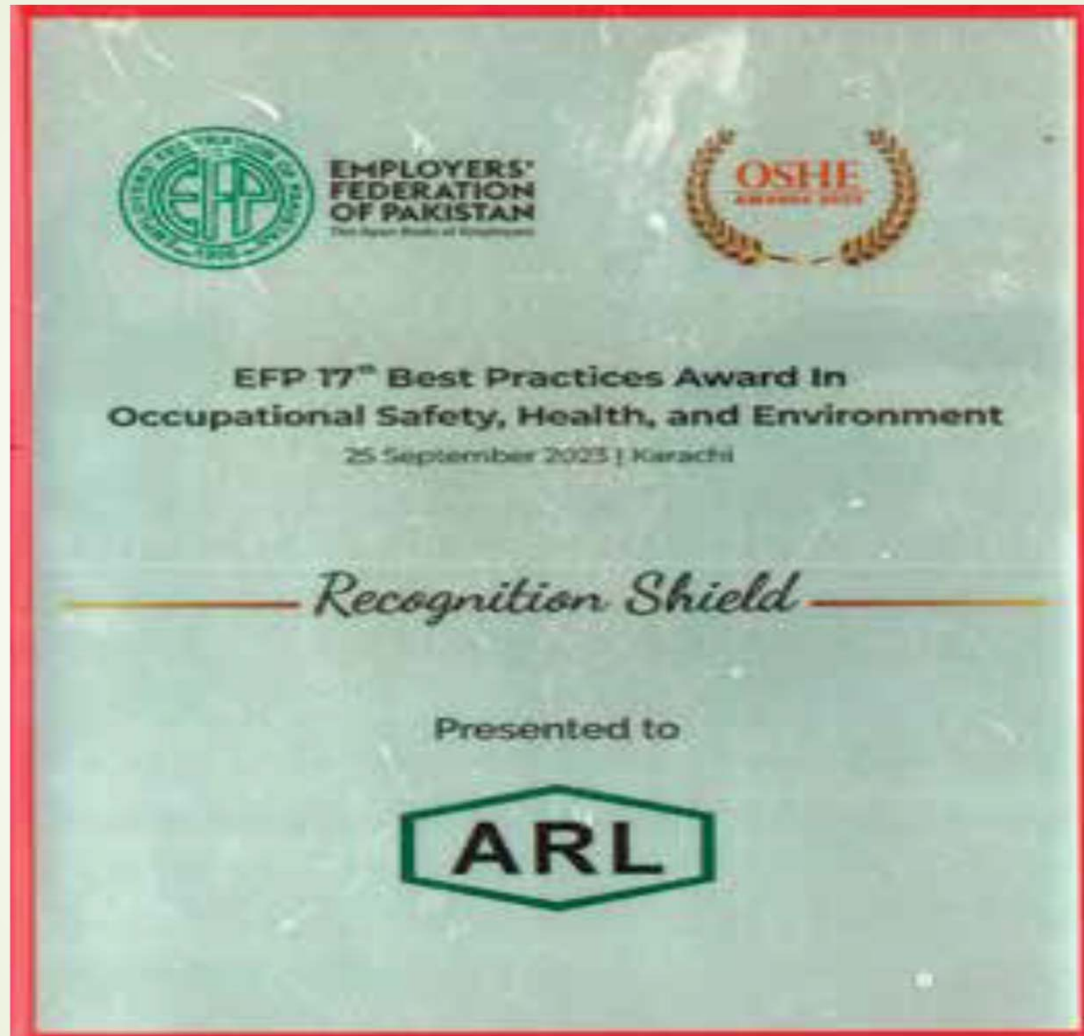 EMPLOYERS'
FEDERATION
OF PAKISTAN
OSHE
EFP 17th Best Practices Award In
Occupational Safety, Health, and Environment
25 September 2023 | Karachi
Recognition Shield
Presented to
ARL